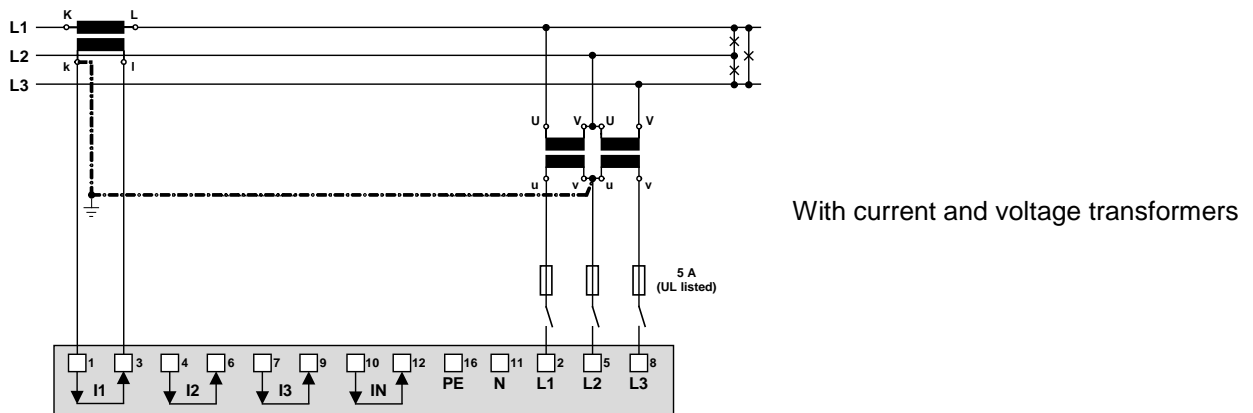 K L
L1
L2
k l
L3
U V U V
u v u v
With current and voltage transformers
5 A
(UL listed)
1 3 4 6 7 9 10 12 16 11 2 5 8
I1 I2 I3 IN PE N L1 L2 L3